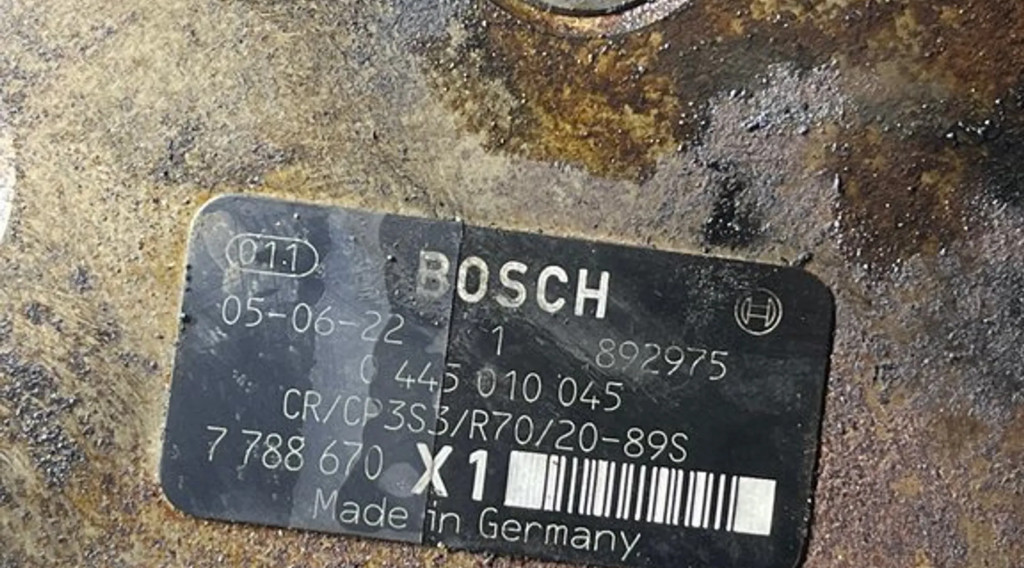 011
BOSCH
05-06-22 1 892975
0 445 010 045
CR/CP3S3/R70/20-89S
7 788 670 X1
Made in Germany